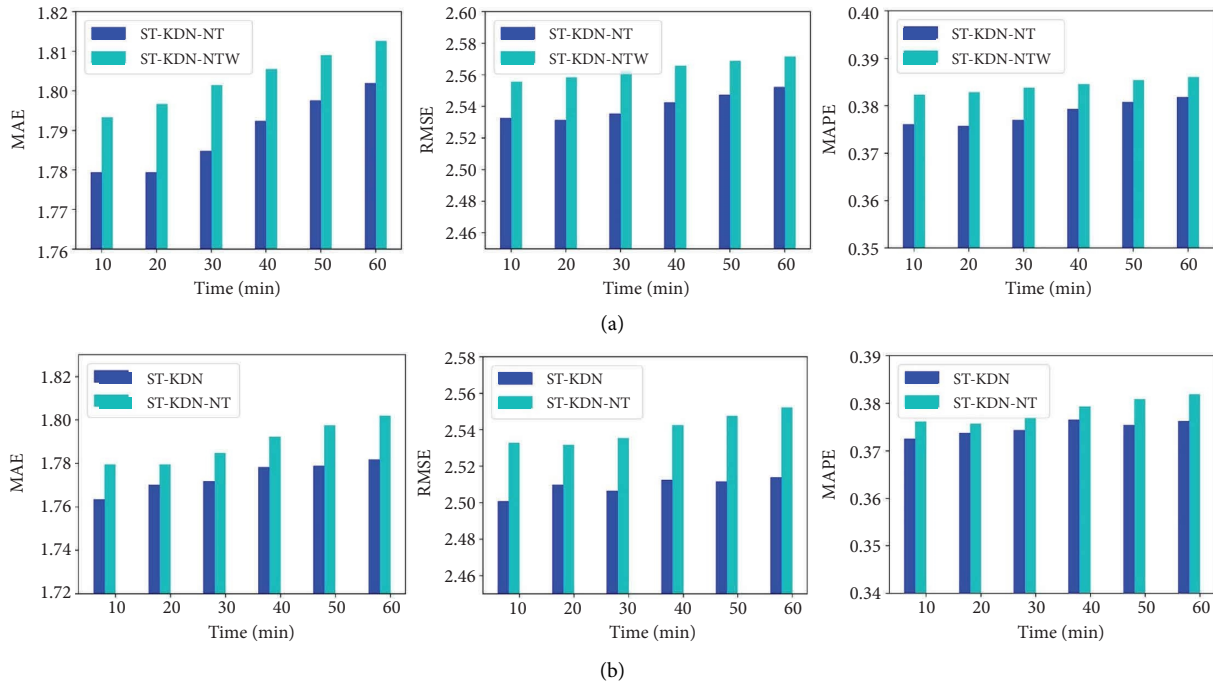 1.82
1.81
1.80
1.79
1.78
1.77
1.76
MAE
ST-KDN-NT
ST-KDN-NTW
10 20 30 40 50 60
Time (min)
2.60
2.58
2.56
2.54
2.52
2.50
2.48
2.46
RMSE
ST-KDN-NT
ST-KDN-NTW
10 20 30 40 50 60
Time (min)
0.40
0.39
0.38
0.37
0.36
0.35
MAPE
ST-KDN-NT
ST-KDN-NTW
10 20 30 40 50 60
Time (min)
(a)
1.82
1.80
1.78
1.76
1.74
1.72
MAE
ST-KDN
ST-KDN-NT
10 20 30 40 50 60
Time (min)
2.58
2.56
2.54
2.52
2.50
2.48
2.46
RMSE
ST-KDN
ST-KDN-NT
10 20 30 40 50 60
Time (min)
0.39
0.38
0.37
0.36
0.35
0.34
MAPE
ST-KDN
ST-KDN-NT
10 20 30 40 50 60
Time (min)
(b)